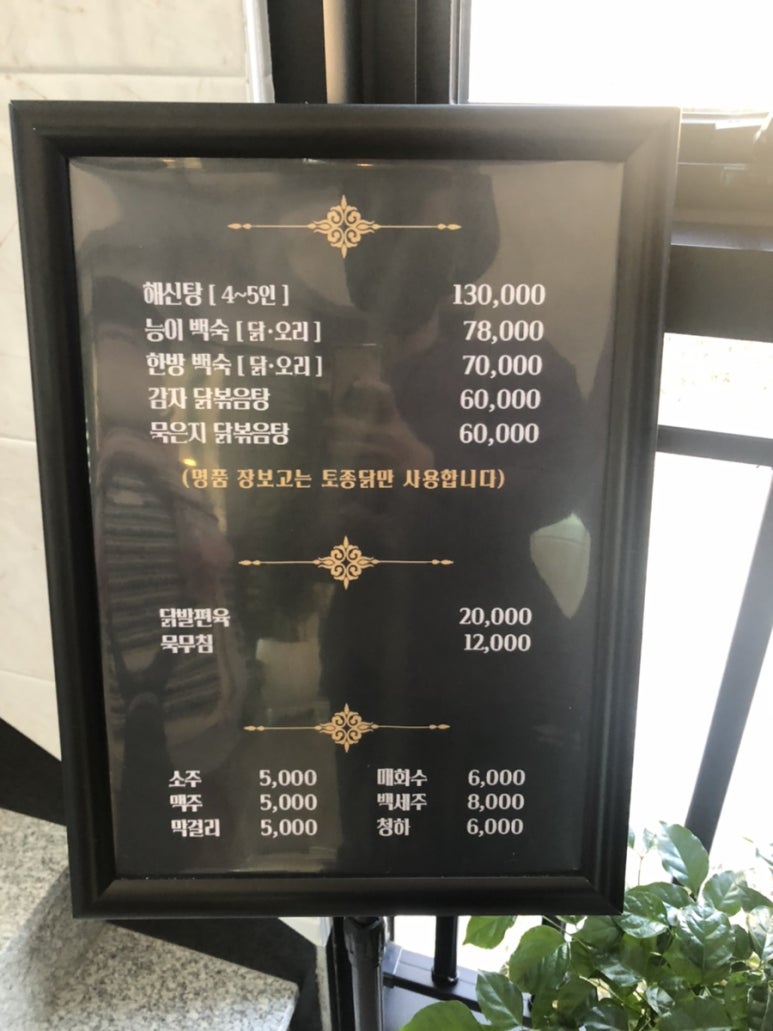 해신탕 [ 4~5인 ] 130,000
능이 백숙 [ 닭·오리 ] 78,000
한방 백숙 [ 닭·오리 ] 70,000
감자 닭볶음탕 60,000
묵은지 닭볶음탕 60,000
(명품 장보고는 토종닭만 사용합니다)
닭발편육 20,000
묵무침 12,000
소주 5,000 매화수 6,000
맥주 5,000 백세주 8,000
막걸리 5,000 청하 6,000